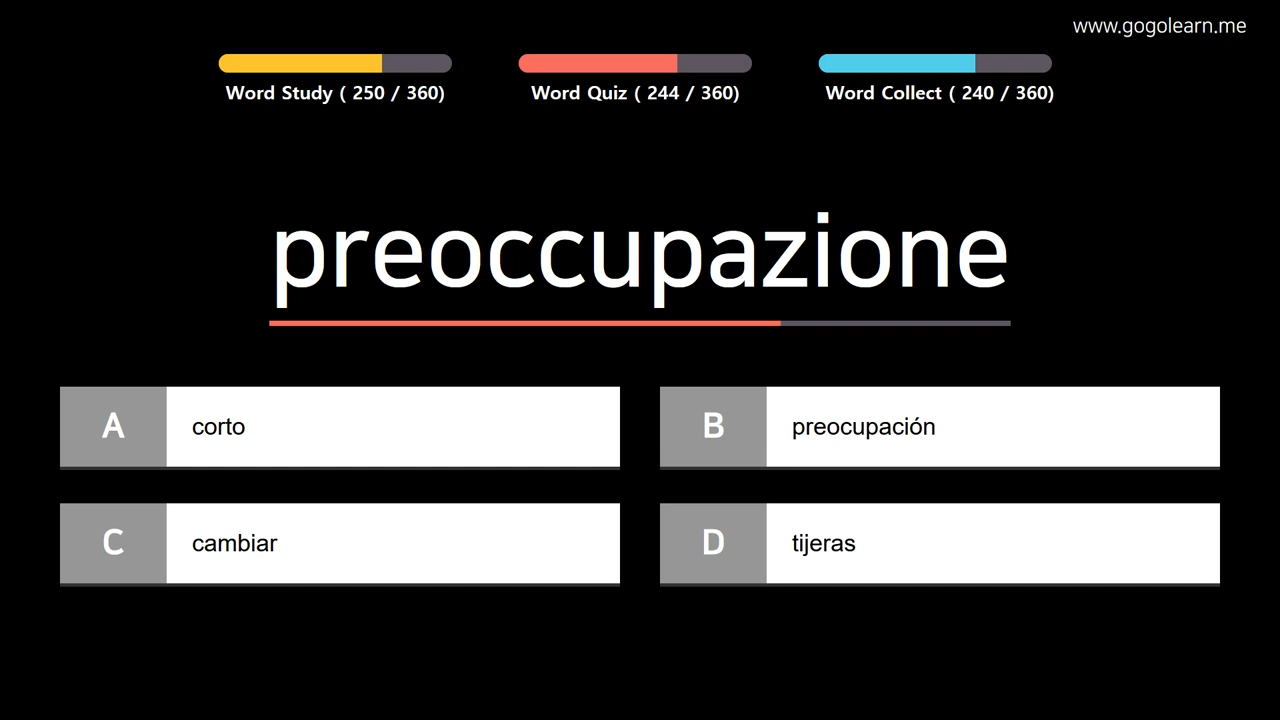 www.gogolearn.me
Word Study ( 250 / 360)
Word Quiz ( 244 / 360)
Word Collect ( 240 / 360)
preoccupazione
A
corto
B
preocupación
C
cambiar
D
tijeras